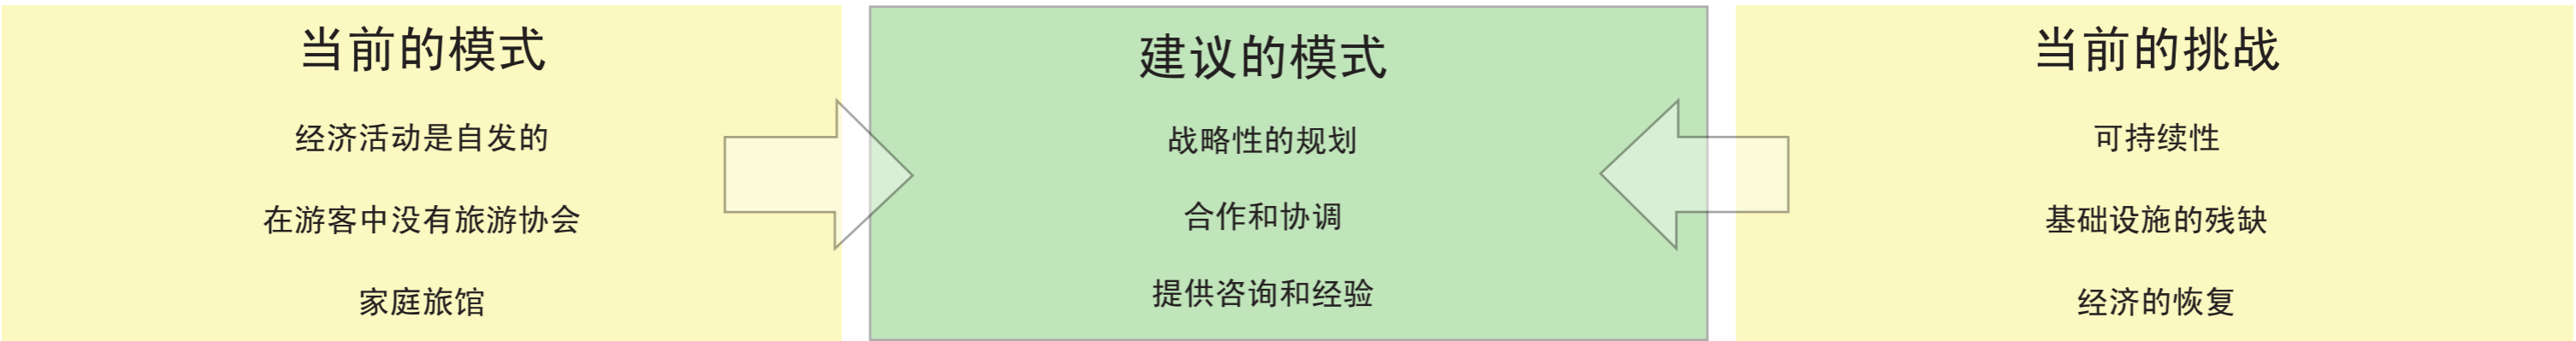 当前的模式
经济活动是自发的
在游客中没有旅游协会
家庭旅馆
建议的模式
战略性的规划
合作和协调
提供咨询和经验
当前的挑战
可持续性
基础设施的残缺
经济的恢复